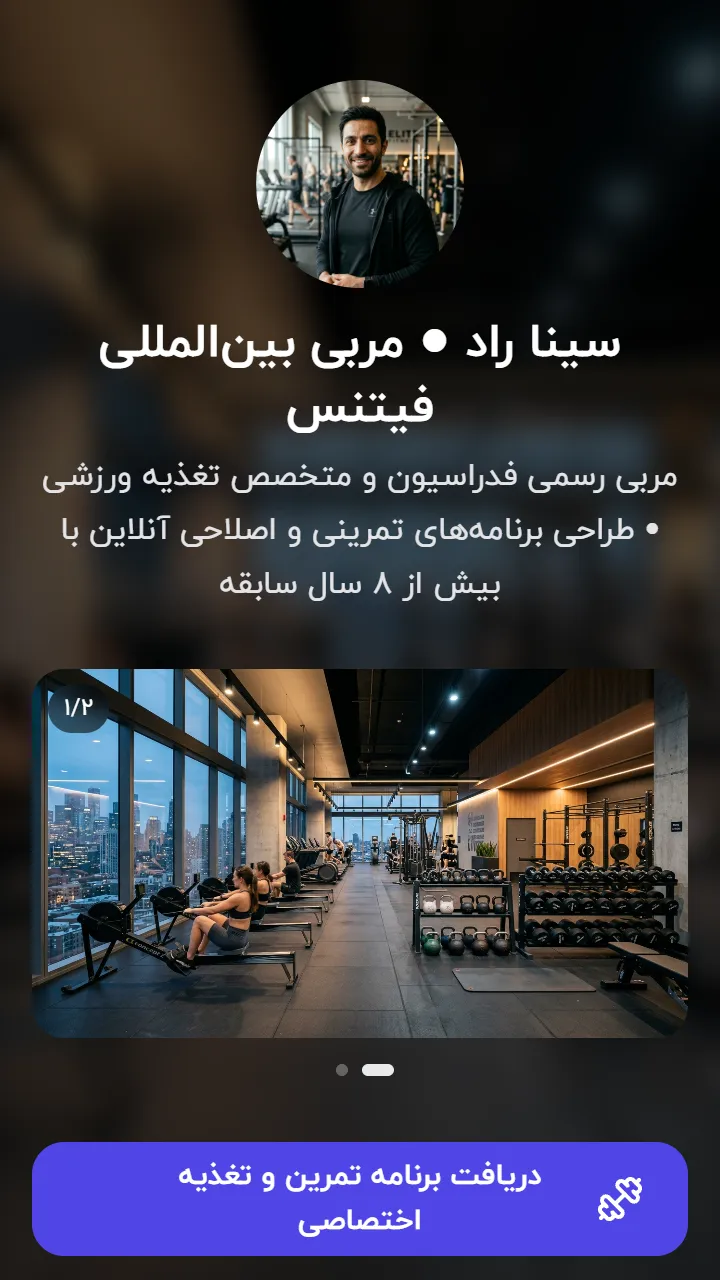 ELITE
سینا راد ● مربی بین‌المللی
فیتنس
مربی رسمی فدراسیون و متخصص تغذیه ورزشی
• طراحی برنامه‌های تمرینی و اصلاحی آنلاین با
بیش از ۸ سال سابقه
۱/۲
دریافت برنامه تمرین و تغذیه
اختصاصی